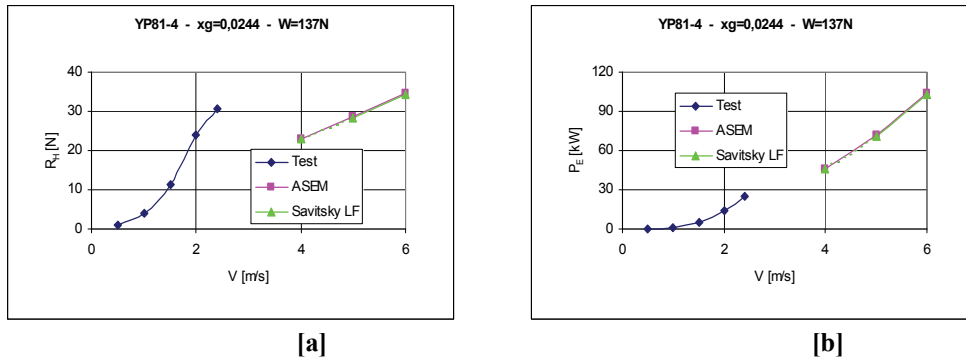 YP81-4 - xg=0,0244 - W=137N
40
30
20
10
0
0 2 4 6
R_H [N]
V [m/s]
Test
ASEM
Savitsky LF
[a]
YP81-4 - xg=0,0244 - W=137N
120
90
60
30
0
0 2 4 6
P_E [kW]
V [m/s]
Test
ASEM
Savitsky LF
[b]